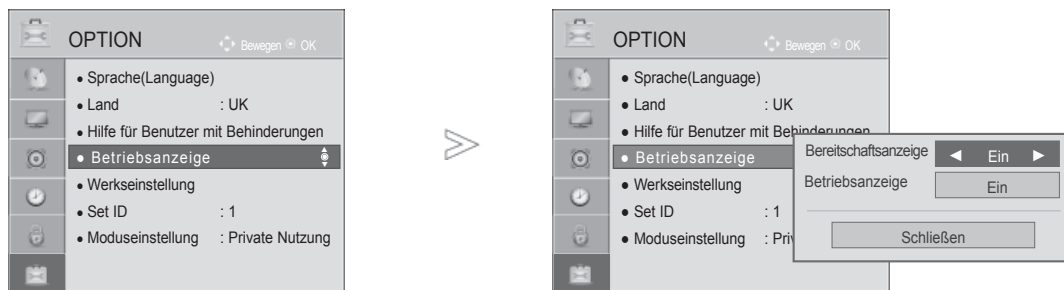 OPTION
Bewegen OK
• Sprache(Language)
• Land : UK
• Hilfe für Benutzer mit Behinderungen
• Betriebsanzeige
• Werkseinstellung
• Set ID : 1
• Moduseinstellung : Private Nutzung
OPTION
Bewegen OK
• Sprache(Language)
• Land : UK
• Hilfe für Benutzer mit Behinderungen
• Betriebsanzeige
• Werkseinstellung
• Set ID : 1
• Moduseinstellung : Priv
Bereitschaftsanzeige ◄ Ein ►
Betriebsanzeige Ein
Schließen